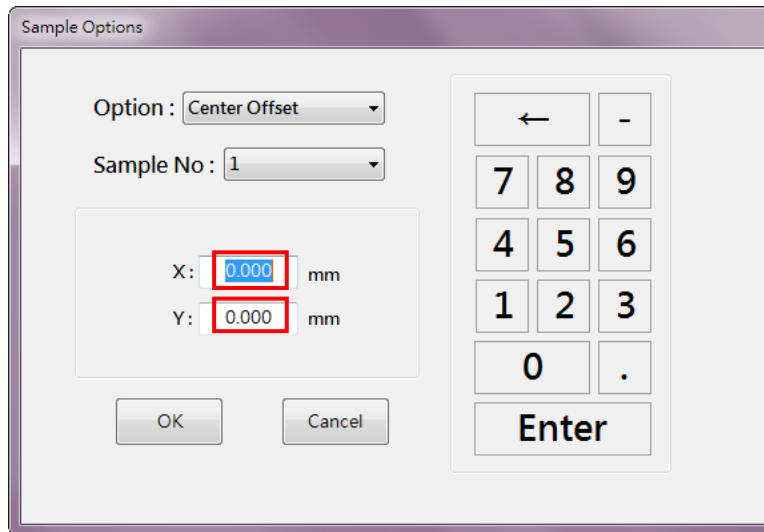 Sample Options
Option : Center Offset
Sample No : 1
X : 0.000 mm
Y : 0.000 mm
OK Cancel
← -
7 8 9
4 5 6
1 2 3
0 .
Enter